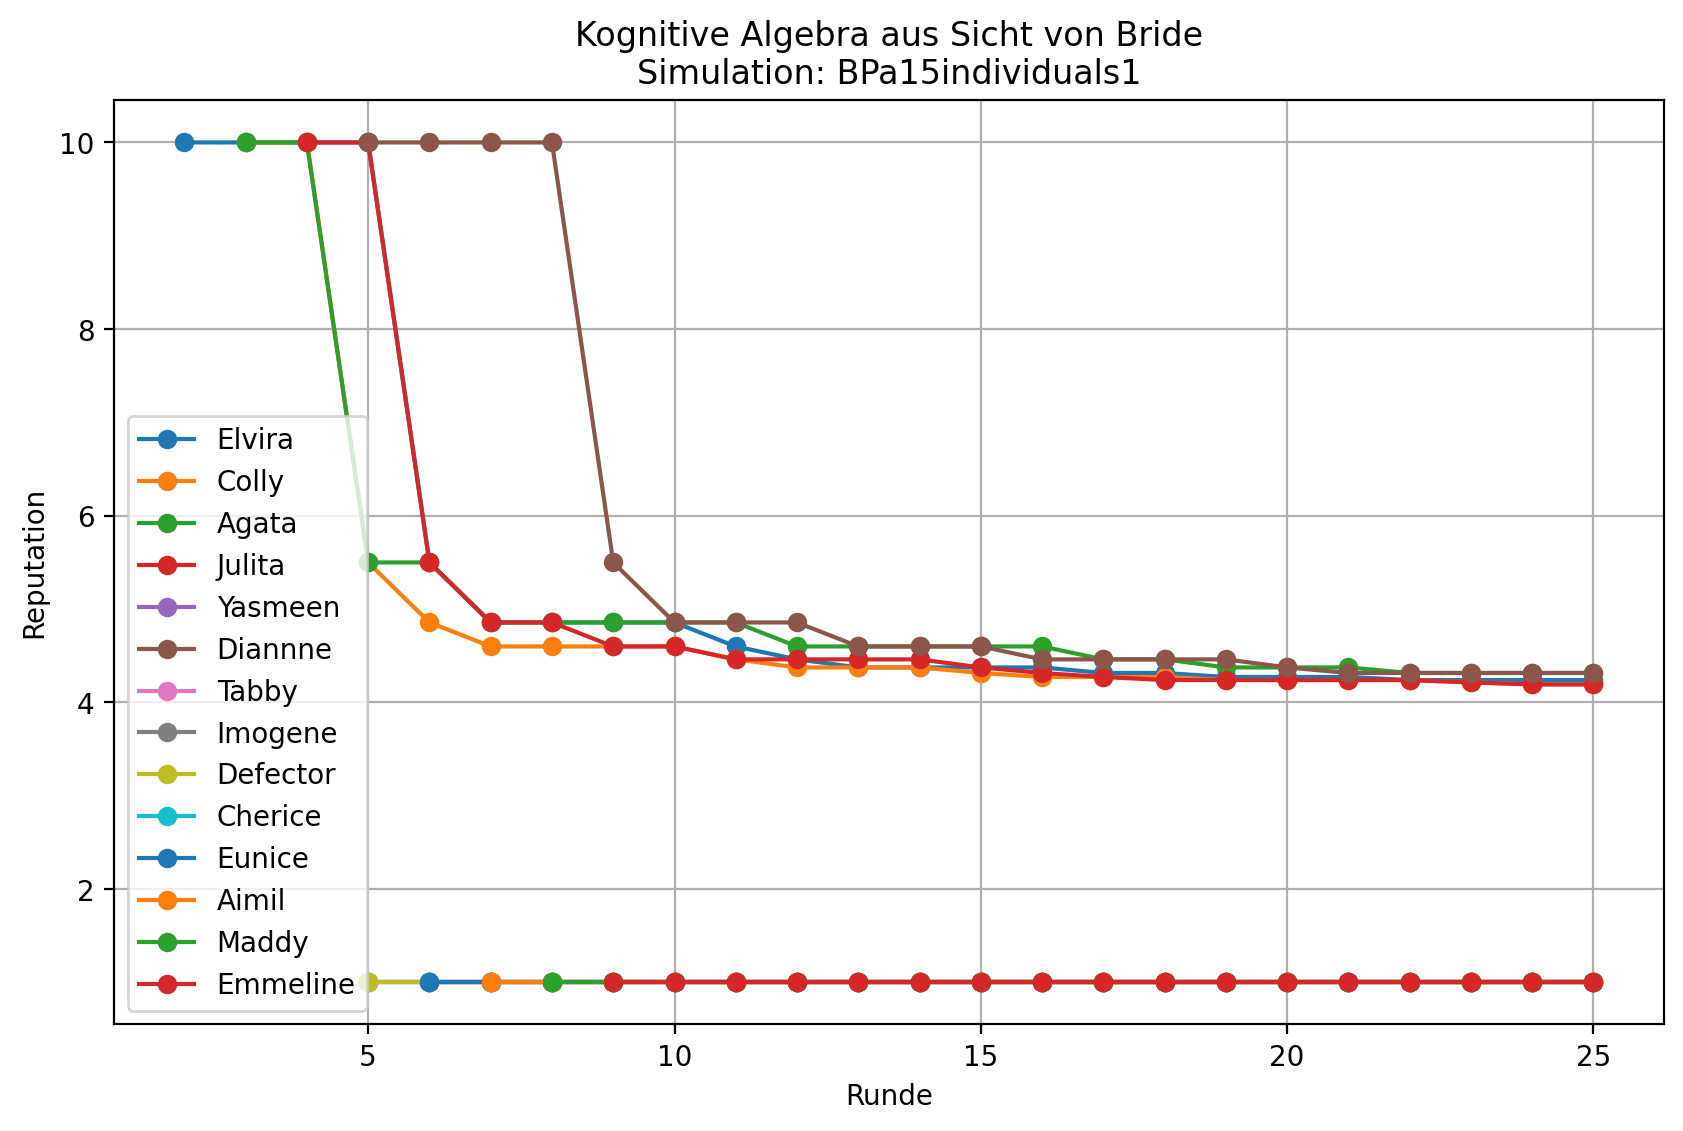 Kognitive Algebra aus Sicht von Bride
Simulation: BPa15individuals1
10
8
6
4
2
Reputation
Elvira
Colly
Agata
Julita
Yasmeen
Diannne
Tabby
Imogene
Defector
Cherice
Eunice
Aimil
Maddy
Emmeline
5
10
15
20
25
Runde